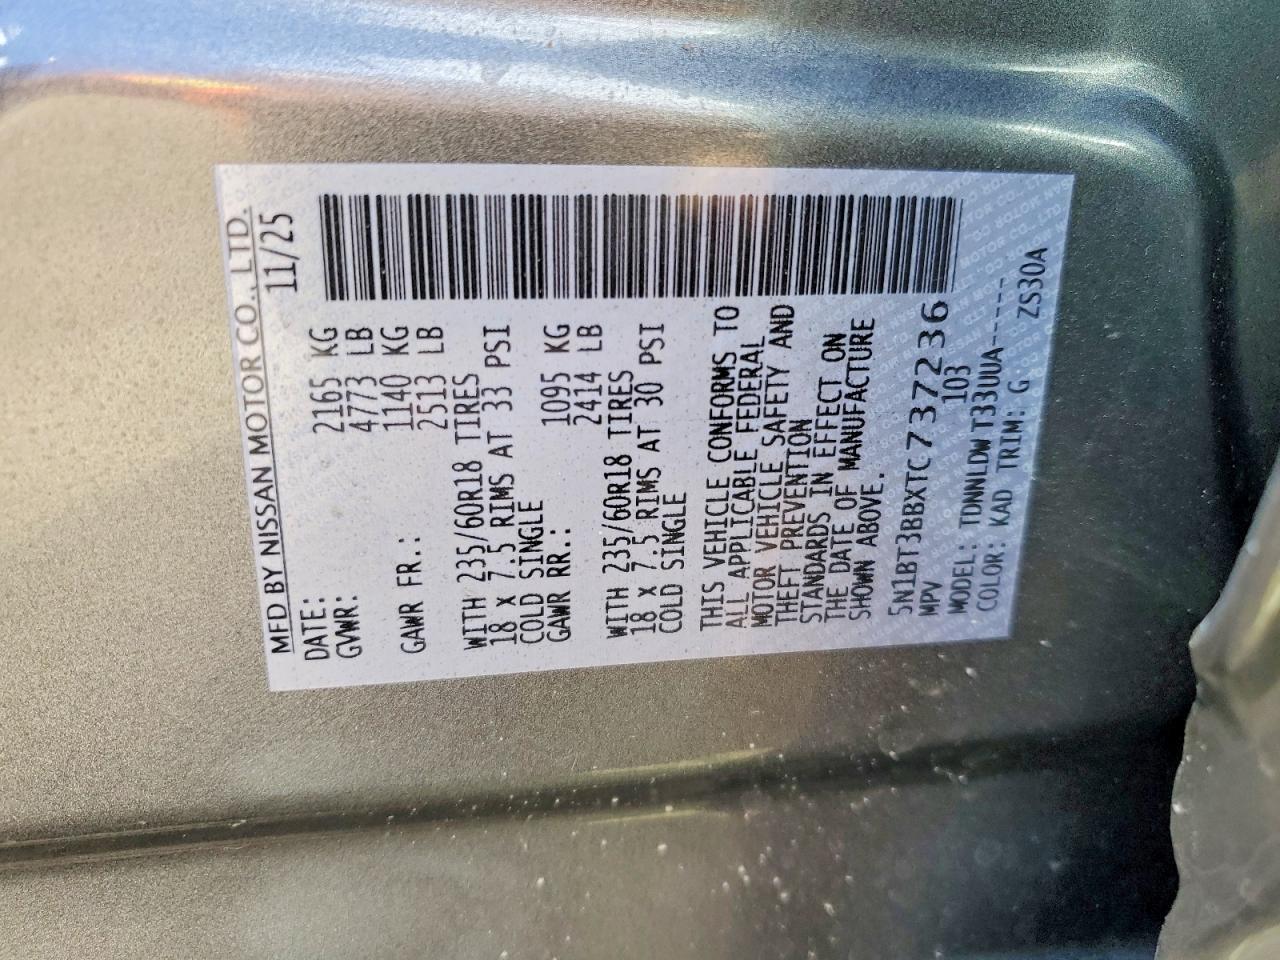 MFD BY NISSAN MOTOR CO., LTD.
DATE: 11/25
GVWR: 2165 KG
4773 LB
GAWR FR.: 1140 KG
2513 LB
WITH 235/60R18 TIRES
18 x 7.5 RIMS AT 33 PSI
COLD SINGLE
GAWR RR.: 1095 KG
2414 LB
WITH 235/60R18 TIRES
18 x 7.5 RIMS AT 30 PSI
COLD SINGLE
THIS VEHICLE CONFORMS TO
ALL APPLICABLE FEDERAL
MOTOR VEHICLE SAFETY AND
THEFT PREVENTION
STANDARDS IN EFFECT ON
THE DATE OF MANUFACTURE
SHOWN ABOVE.
5N1BT3BBXTC737236
MPV 103
MODEL: TDNNLDW T33UUA-----
COLOR: KAD TRIM: G ZS30A